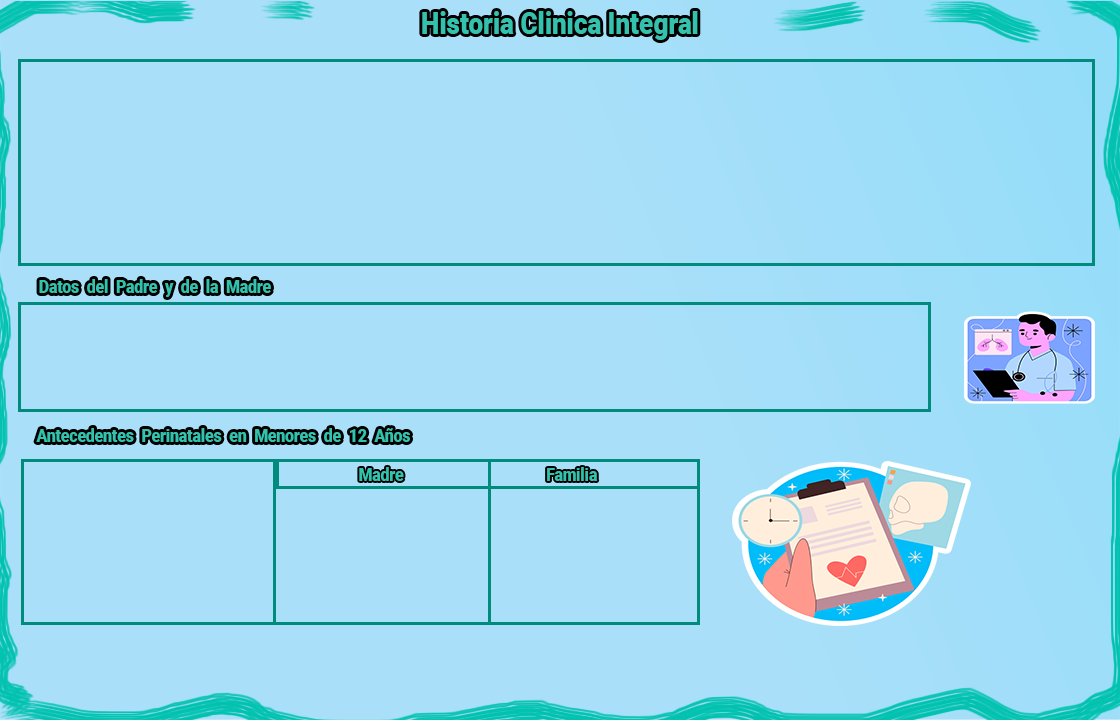 Historia Clinica Integral
Datos del Padre y de la Madre
Antecedentes Perinatales en Menores de 12 Años
Madre
Familia